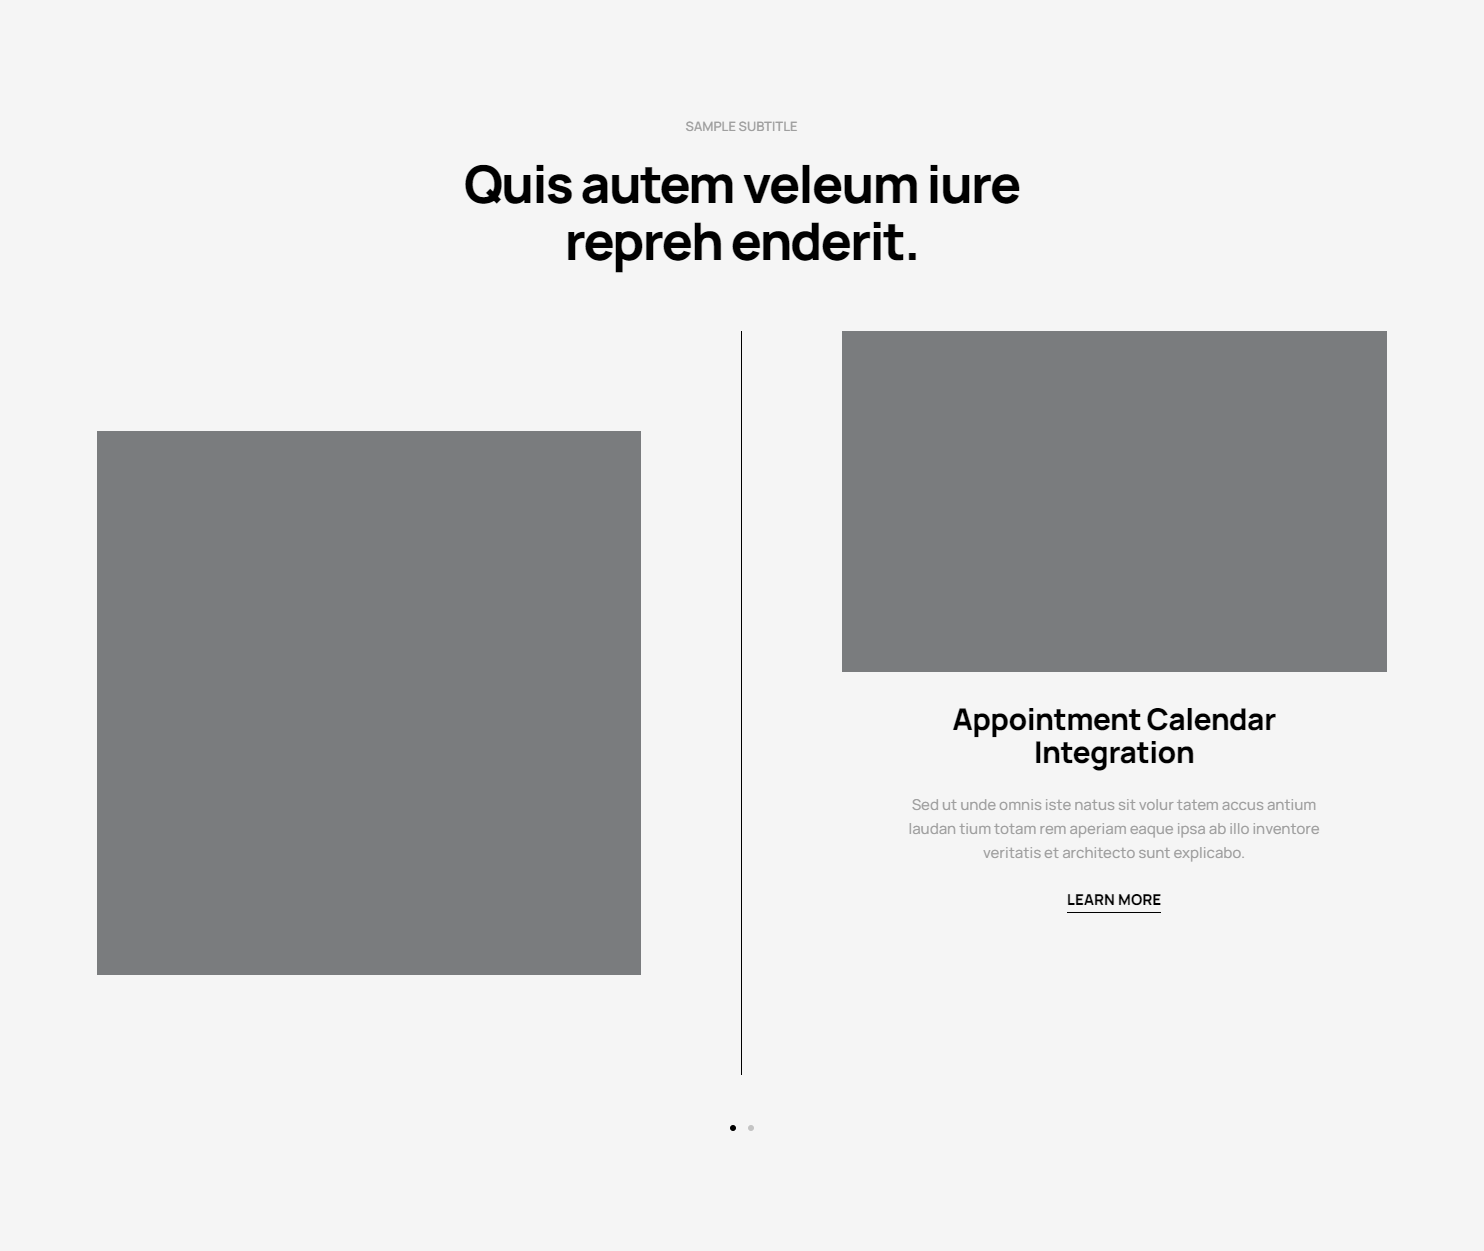 SAMPLE SUBTITLE
Quis autem veleum iure
repreh enderit.
Appointment Calendar
Integration
Sed ut unde omnis iste natus sit volur tatem accus antium
laudan tium totam rem aperiam eaque ipsa ab illo inventore
veritatis et architecto sunt explicabo.
LEARN MORE